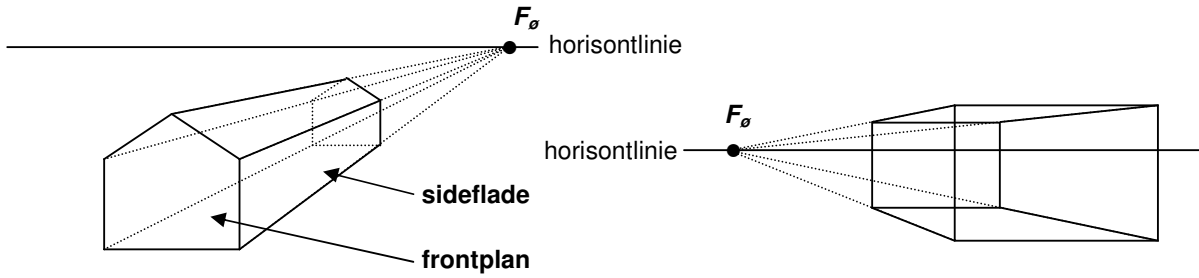 Fø
horisontlinie
sideflade
frontplan
Fø
horisontlinie